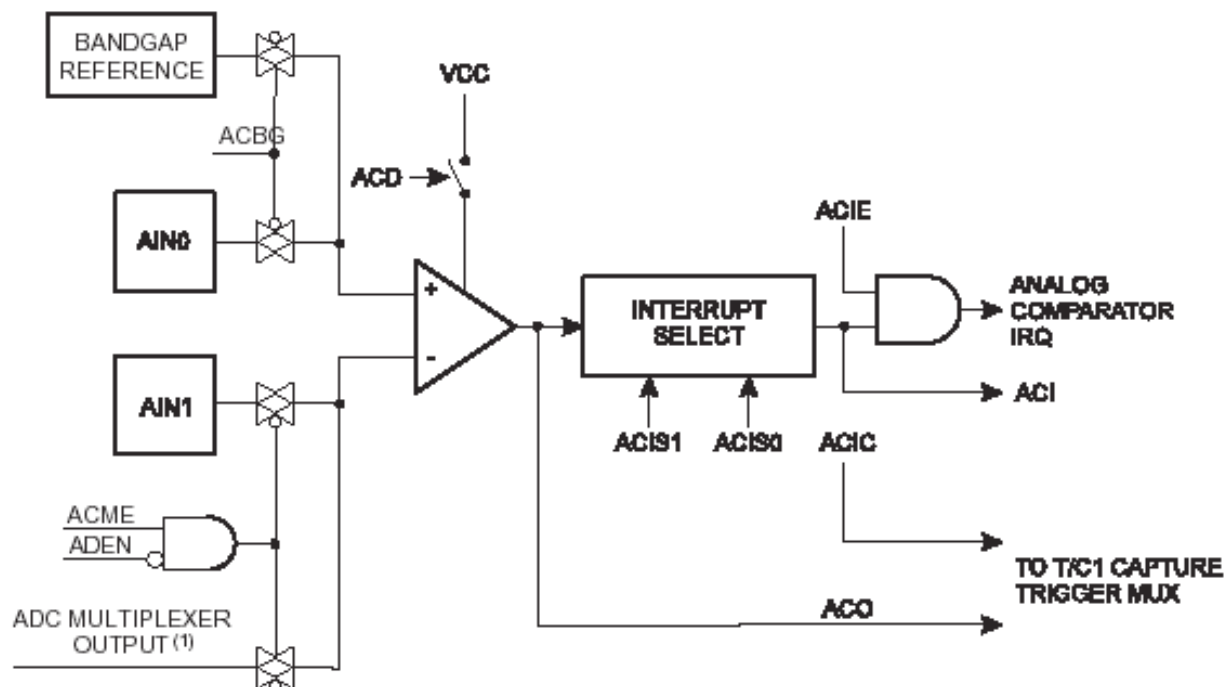 BANDGAP
REFERENCE
VCC
ACBG
ACD
AIN0
ACIE
+
INTERRUPT
SELECT
ANALOG
COMPARATOR
IRQ
-
AIN1
ACI
ACIS1
ACIS0
ACIC
ACME
ADEN
TO T/C1 CAPTURE
TRIGGER MUX
ADC MULTIPLEXER
OUTPUT (1)
ACO